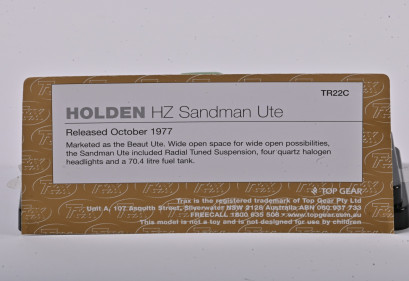 TR22C
HOLDEN HZ Sandman Ute
Released October 1977
Marketed as the Beaut Ute. Wide open space for wide open possibilities,
the Sandman Ute included Radial Tuned Suspension, four quartz halogen
headlights and a 70.4 litre fuel tank.
TOP GEAR
Trax is the registered trademark of Top Gear Pty Ltd
Unit A, 107 Asquith Street, Silverwater NSW 2128 Australia ABN 060 937 733
FREECALL 1800 635 506 • www.topgear.com.au
This model is not a toy and is not designed for use by children